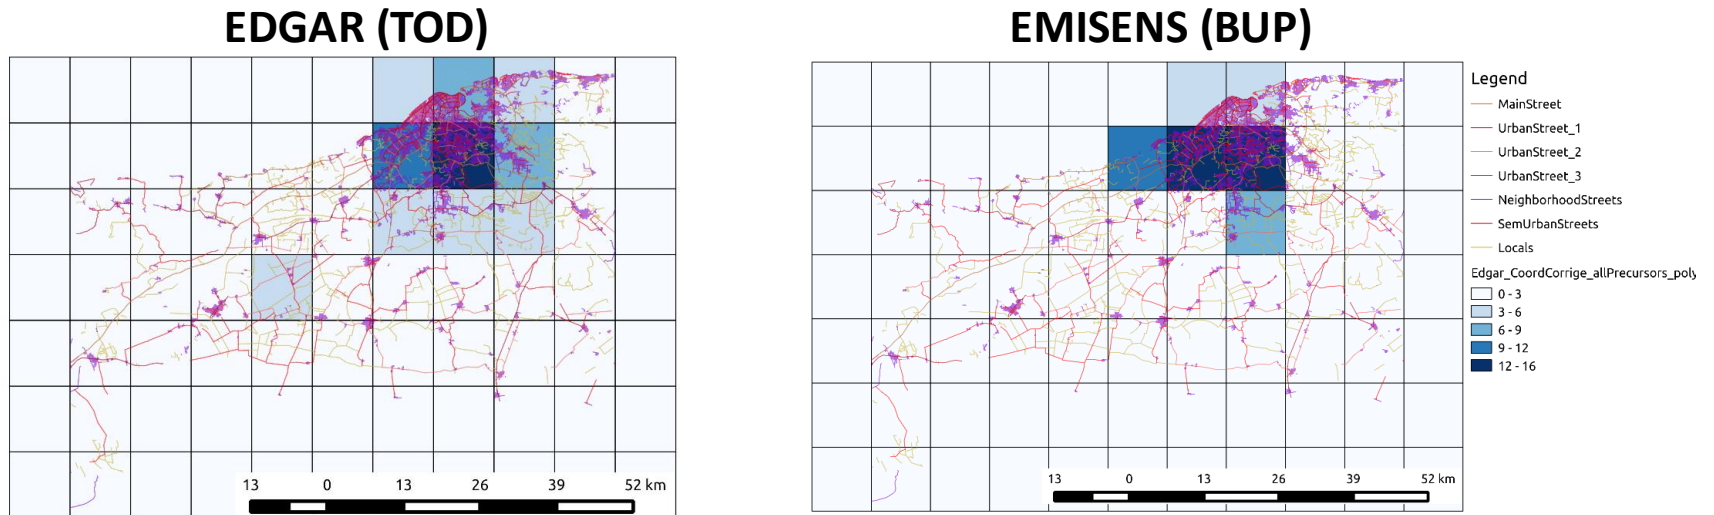 EDGAR (TOD)
EMISENS (BUP)
13 0 13 26 39 52 km
13 0 13 26 39 52 km
Legend
MainStreet
UrbanStreet_1
UrbanStreet_2
UrbanStreet_3
NeighborhoodStreets
SemUrbanStreets
Locals
Edgar_CoordCorrige_allPrecursors_poly
0 - 3
3 - 6
6 - 9
9 - 12
12 - 16